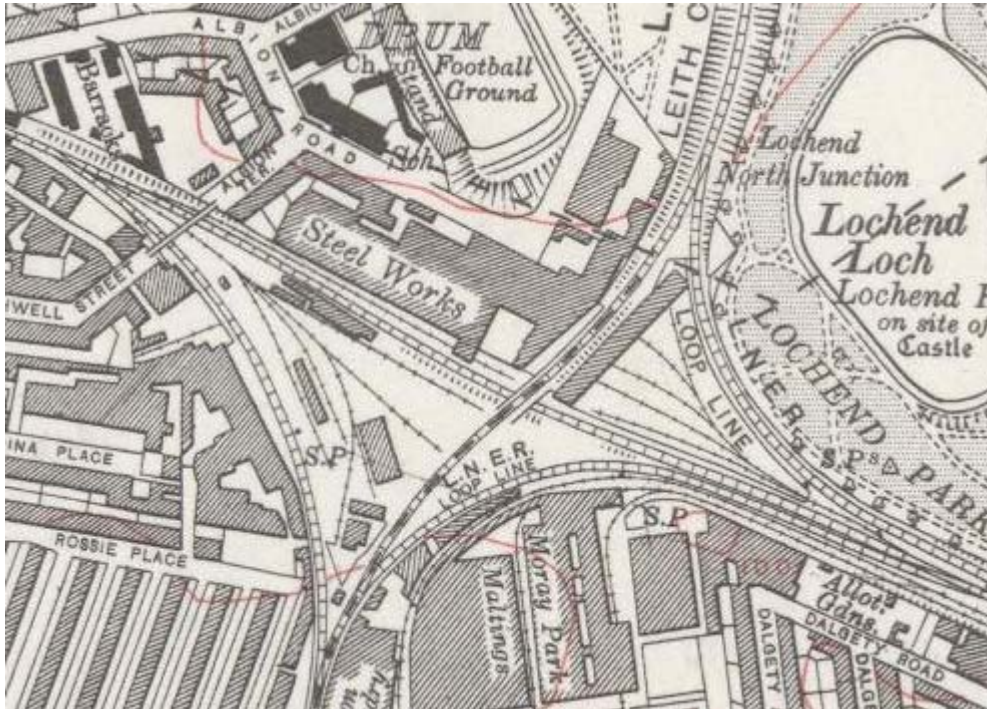 ALBION
ALBION
ROAD
DRUM
Ch.
Stand
Football
Ground
Barracks
ALBION
TER.
Sch.
LEITH
Lochend
North Junction
Lochend
Loch
Lochend
on site of
Castle
Steel Works
STREET
LOOP LINE
L.N.E.R.
LOCHEND PARK
S.Ps
S.P
L.N.E.R.
LOOP LINE
PLACE
ROSSIE PLACE
S.P
Maltings
Moray Park
Allot.
Gdns.
DALGETY ROAD
DALGETY